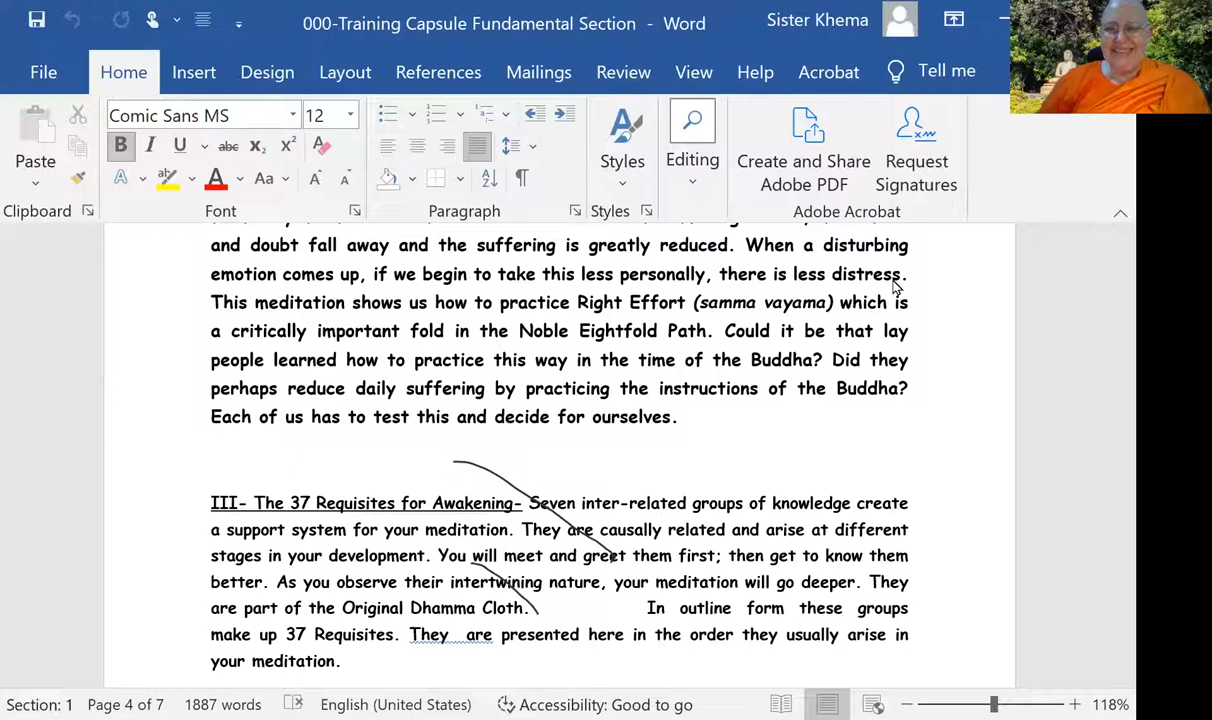 000-Training Capsule Fundamental Section - Word
Sister Khema
File Home Insert Design Layout References Mailings Review View Help Acrobat Tell me
Comic Sans MS 12
B I U abc X₂ X²
A A Aa A A
Paste
Styles
Editing
Create and Share
Adobe PDF
Request
Signatures
Clipboard Font Paragraph Styles Adobe Acrobat
and doubt fall away and the suffering is greatly reduced. When a disturbing
emotion comes up, if we begin to take this less personally, there is less distress.
This meditation shows us how to practice Right Effort (samma vayama) which is
a critically important fold in the Noble Eightfold Path. Could it be that lay
people learned how to practice this way in the time of the Buddha? Did they
perhaps reduce daily suffering by practicing the instructions of the Buddha?
Each of us has to test this and decide for ourselves.
III- The 37 Requisites for Awakening- Seven inter-related groups of knowledge create
a support system for your meditation. They are causally related and arise at different
stages in your development. You will meet and greet them first; then get to know them
better. As you observe their intertwining nature, your meditation will go deeper. They
are part of the Original Dhamma Cloth. In outline form these groups
make up 37 Requisites. They are presented here in the order they usually arise in
your meditation.
Section: 1 Page 4 of 7 1887 words English (United States) Accessibility: Good to go 118%